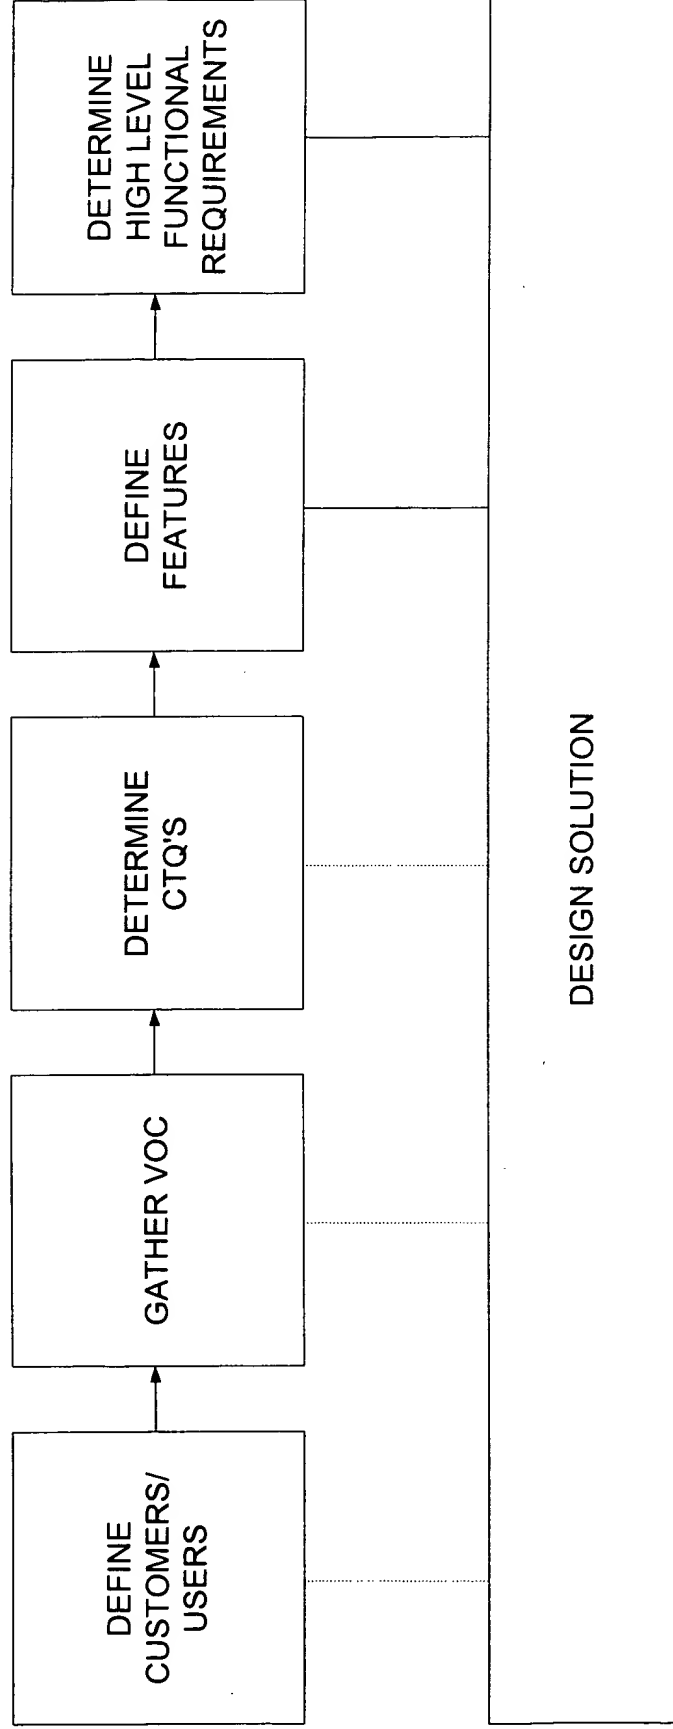 DEFINE
CUSTOMERS/
USERS
GATHER VOC
DETERMINE
CTQ'S
DEFINE
FEATURES
DETERMINE
HIGH LEVEL
FUNCTIONAL
REQUIREMENTS
DESIGN SOLUTION